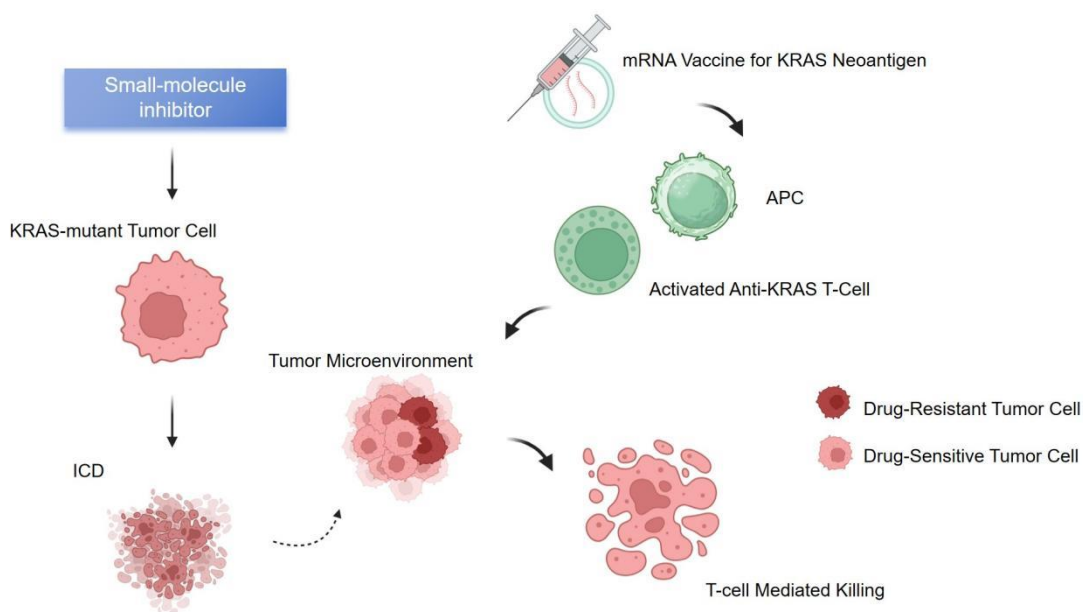 Small-molecule
inhibitor
KRAS-mutant Tumor Cell
ICD
mRNA Vaccine for KRAS Neoantigen
APC
Activated Anti-KRAS T-Cell
Tumor Microenvironment
Drug-Resistant Tumor Cell
Drug-Sensitive Tumor Cell
T-cell Mediated Killing